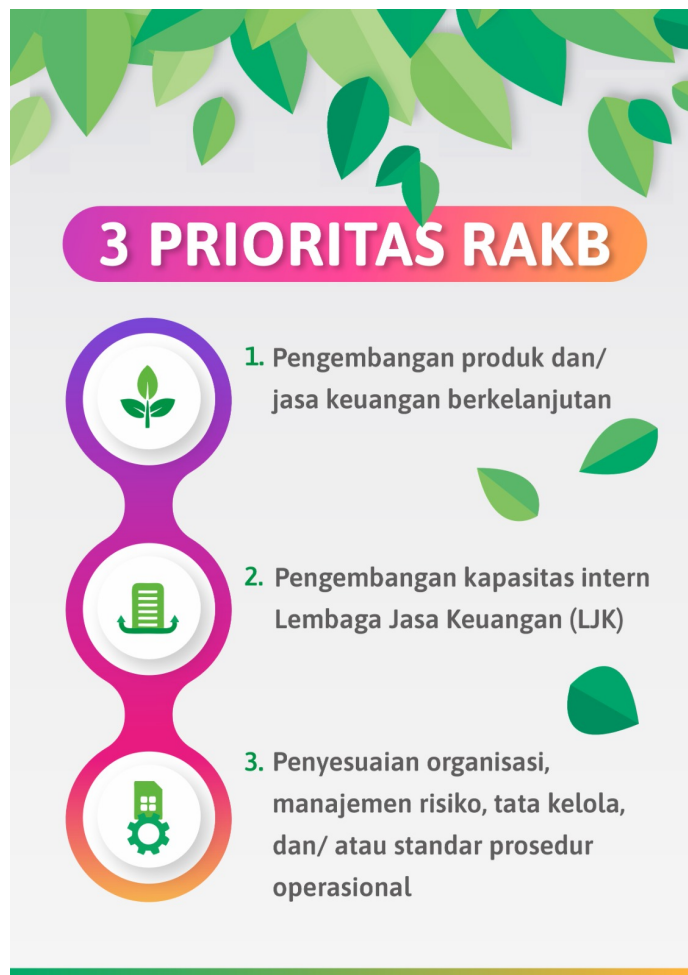 3 PRIORITAS RAKB
1. Pengembangan produk dan/
jasa keuangan berkelanjutan
2. Pengembangan kapasitas intern
Lembaga Jasa Keuangan (LJK)
3. Penyesuaian organisasi,
manajemen risiko, tata kelola,
dan/ atau standar prosedur
operasional